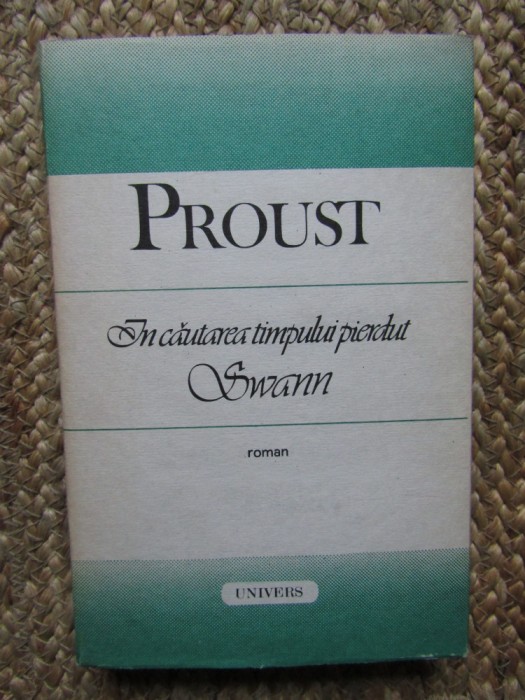 PROUST
In căutarea timpului pierdut
Swann
roman
UNIVERS